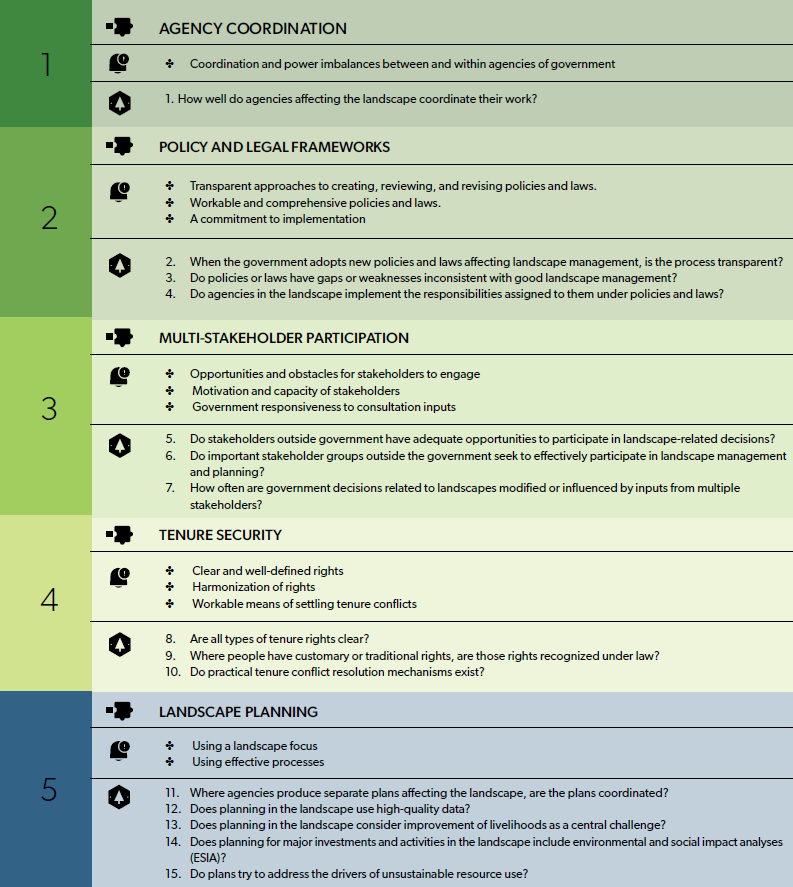 1
AGENCY COORDINATION
✤ Coordination and power imbalances between and within agencies of government
1. How well do agencies affecting the landscape coordinate their work?
2
POLICY AND LEGAL FRAMEWORKS
✤ Transparent approaches to creating, reviewing, and revising policies and laws.
✤ Workable and comprehensive policies and laws.
✤ A commitment to implementation
2. When the government adopts new policies and laws affecting landscape management, is the process transparent?
3. Do policies or laws have gaps or weaknesses inconsistent with good landscape management?
4. Do agencies in the landscape implement the responsibilities assigned to them under policies and laws?
3
MULTI-STAKEHOLDER PARTICIPATION
✤ Opportunities and obstacles for stakeholders to engage
✤ Motivation and capacity of stakeholders
✤ Government responsiveness to consultation inputs
5. Do stakeholders outside government have adequate opportunities to participate in landscape-related decisions?
6. Do important stakeholder groups outside the government seek to effectively participate in landscape management
and planning?
7. How often are government decisions related to landscapes modified or influenced by inputs from multiple
stakeholders?
4
TENURE SECURITY
✤ Clear and well-defined rights
✤ Harmonization of rights
✤ Workable means of settling tenure conflicts
8. Are all types of tenure rights clear?
9. Where people have customary or traditional rights, are those rights recognized under law?
10. Do practical tenure conflict resolution mechanisms exist?
5
LANDSCAPE PLANNING
✤ Using a landscape focus
✤ Using effective processes
11. Where agencies produce separate plans affecting the landscape, are the plans coordinated?
12. Does planning in the landscape use high-quality data?
13. Does planning in the landscape consider improvement of livelihoods as a central challenge?
14. Does planning for major investments and activities in the landscape include environmental and social impact analyses
(ESIA)?
15. Do plans try to address the drivers of unsustainable resource use?